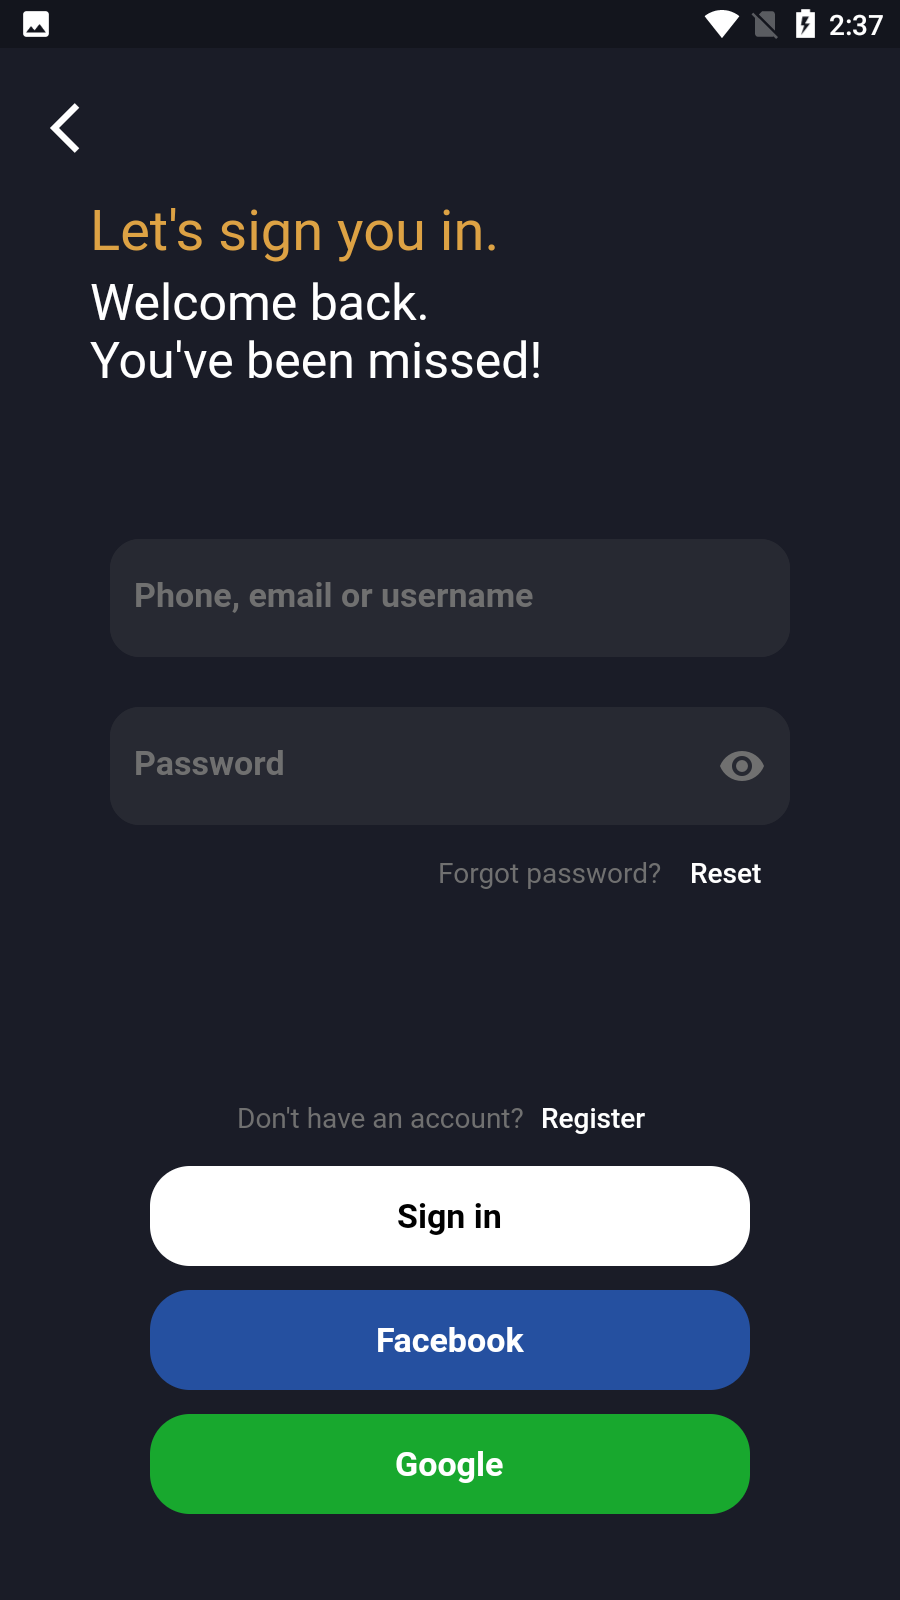 2:37
Let's sign you in.
Welcome back.
You've been missed!
Phone, email or username
Password
Forgot password? Reset
Don't have an account? Register
Sign in
Facebook
Google